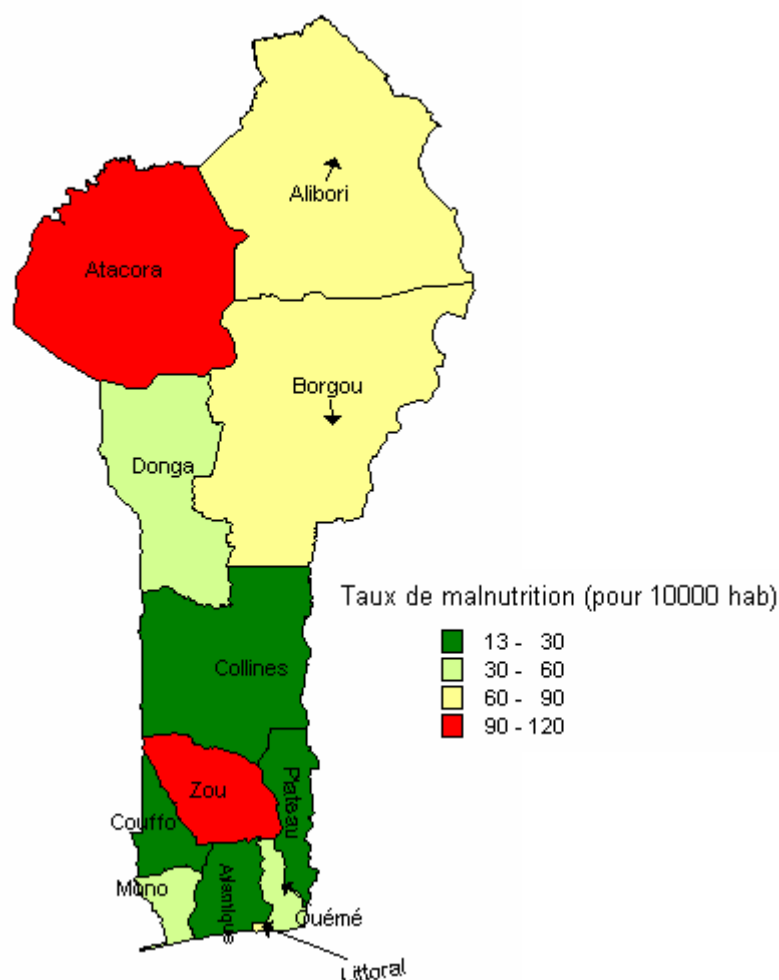 Alibori
Atacora
Borgou
Donga
Taux de malnutrition (pour 10000 hab)
13 - 30
30 - 60
60 - 90
90 - 120
Collines
Plateau
Zou
Couffo
Mono
Atlantique
Ouémé
Littoral